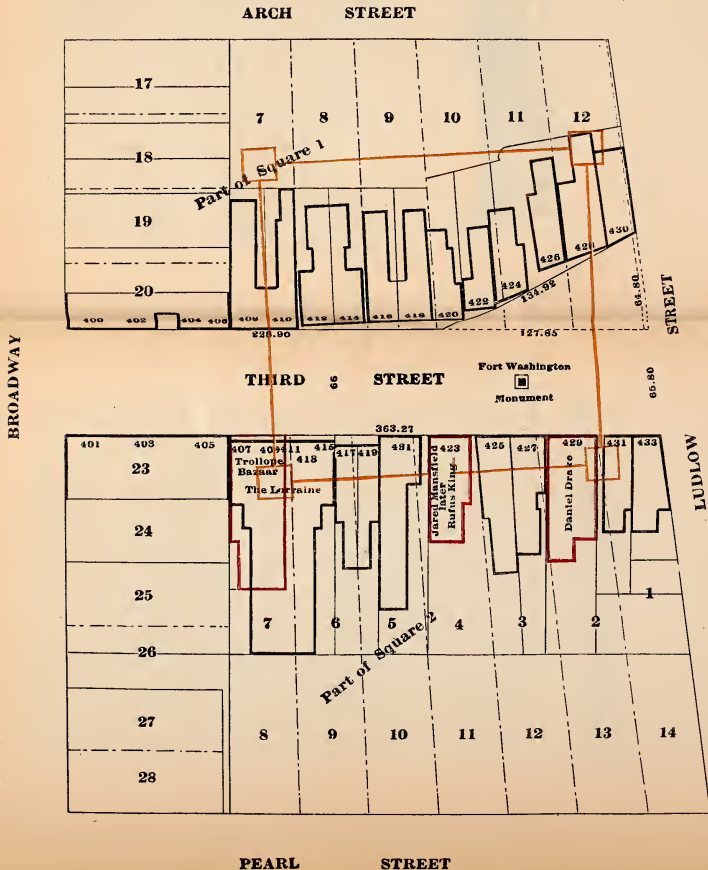 ARCH STREET
17
7 8 9 10 11 12
18
Part of Square 1
19
20
400 402 404 406 408 410 412 414 416 418 420 422 424 426 428 430
228.90
134.92
127.65
64.80
STREET
BROADWAY
THIRD 66 STREET
Fort Washington
Monument
65.80
LUDLOW
363.27
401 403 405 407 409 411 415 417 419 421 423 425 427 429 431 433
23
Trollope
Bazaar
418
The Lorraine
Jared Mansfield
later
Rufus King
Daniel Drake
24
25
1
7 6 5 4 3 2
Part of Square 2
26
27
8 9 10 11 12 13 14
28
PEARL STREET